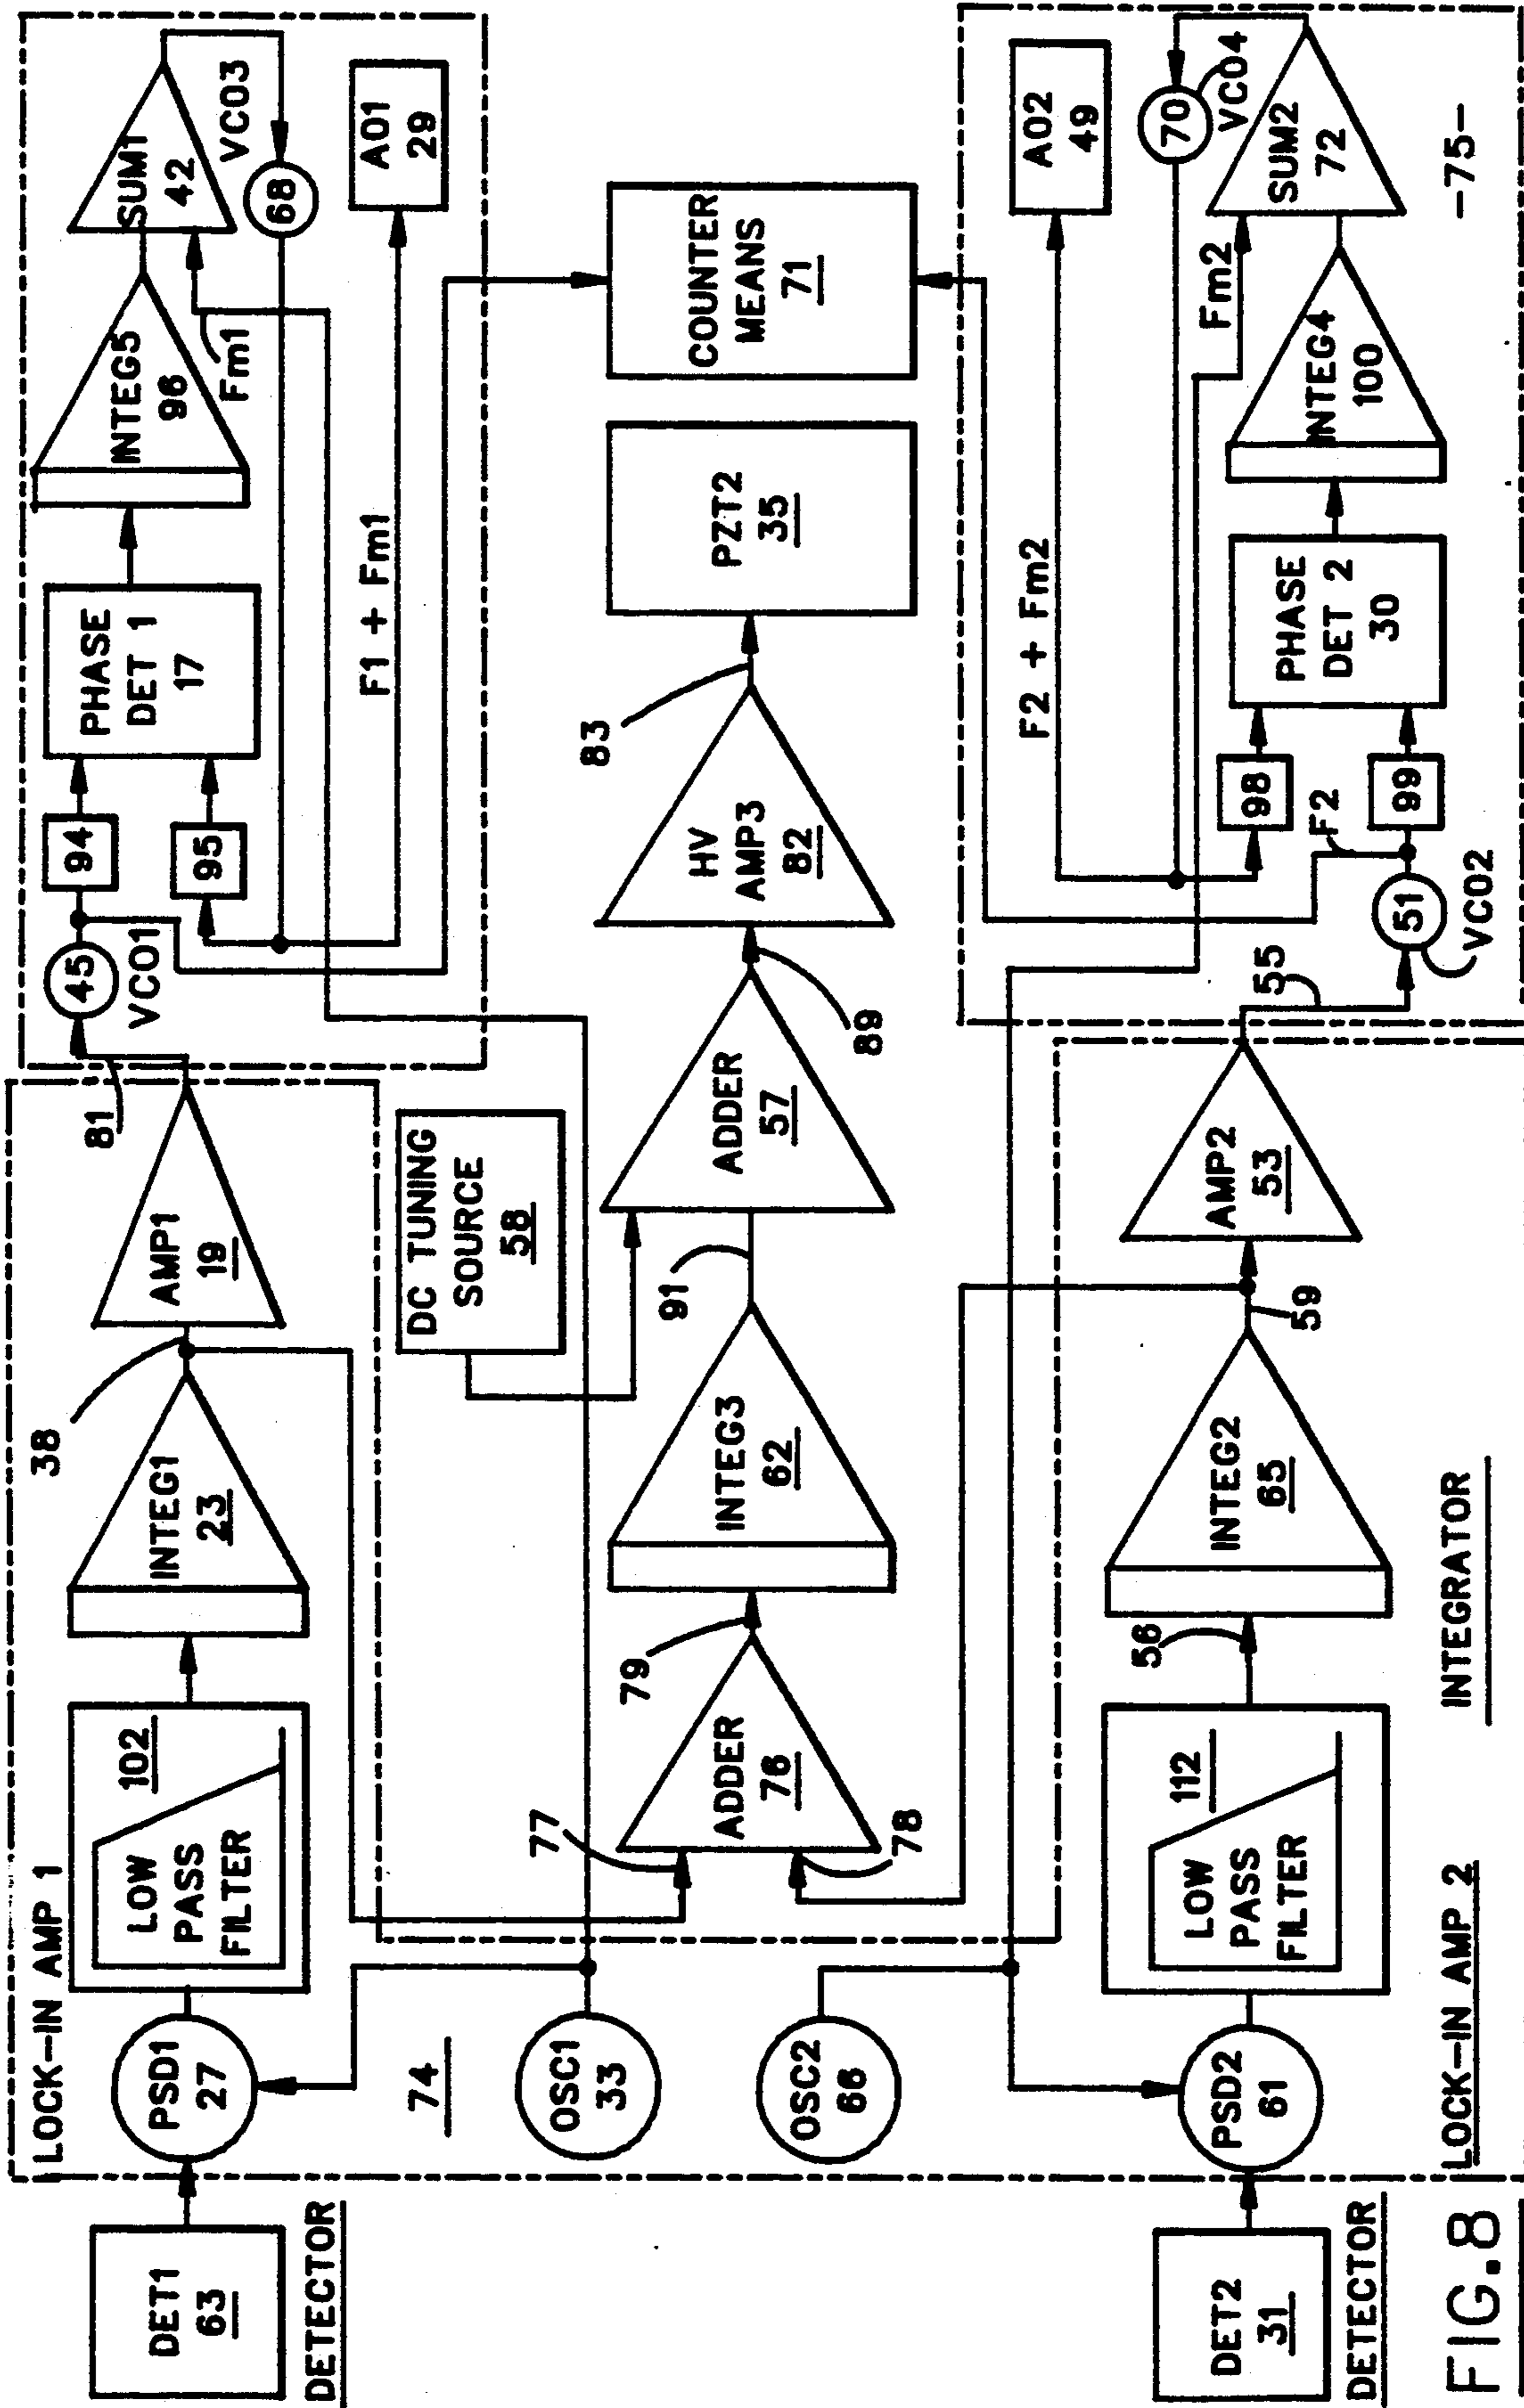 LOCK-IN AMP 1
DET1
63
DETECTOR
PSD1
27
LOW
PASS
FILTER
102
INTEG1
23
38
AMP1
19
81
45
VCO1
94
95
PHASE
DET 1
17
INTEG5
96
SUM1
42
Fm1
VCO3
68
F1 + Fm1
AO1
29
74
OSC1
33
OSC2
66
77
78
ADDER
76
79
INTEG3
62
91
DC TUNING
SOURCE
58
ADDER
57
89
HV
AMP3
82
83
PZT2
35
COUNTER
MEANS
71
DET2
31
DETECTOR
PSD2
61
LOW
PASS
FILTER
112
56
INTEG2
65
59
AMP2
53
55
51
VCO2
F2
98
99
PHASE
DET 2
30
INTEG4
100
Fm2
SUM2
72
70
VCO4
F2 + Fm2
AO2
49
-75-
LOCK-IN AMP 2
INTEGRATOR
FIG.8